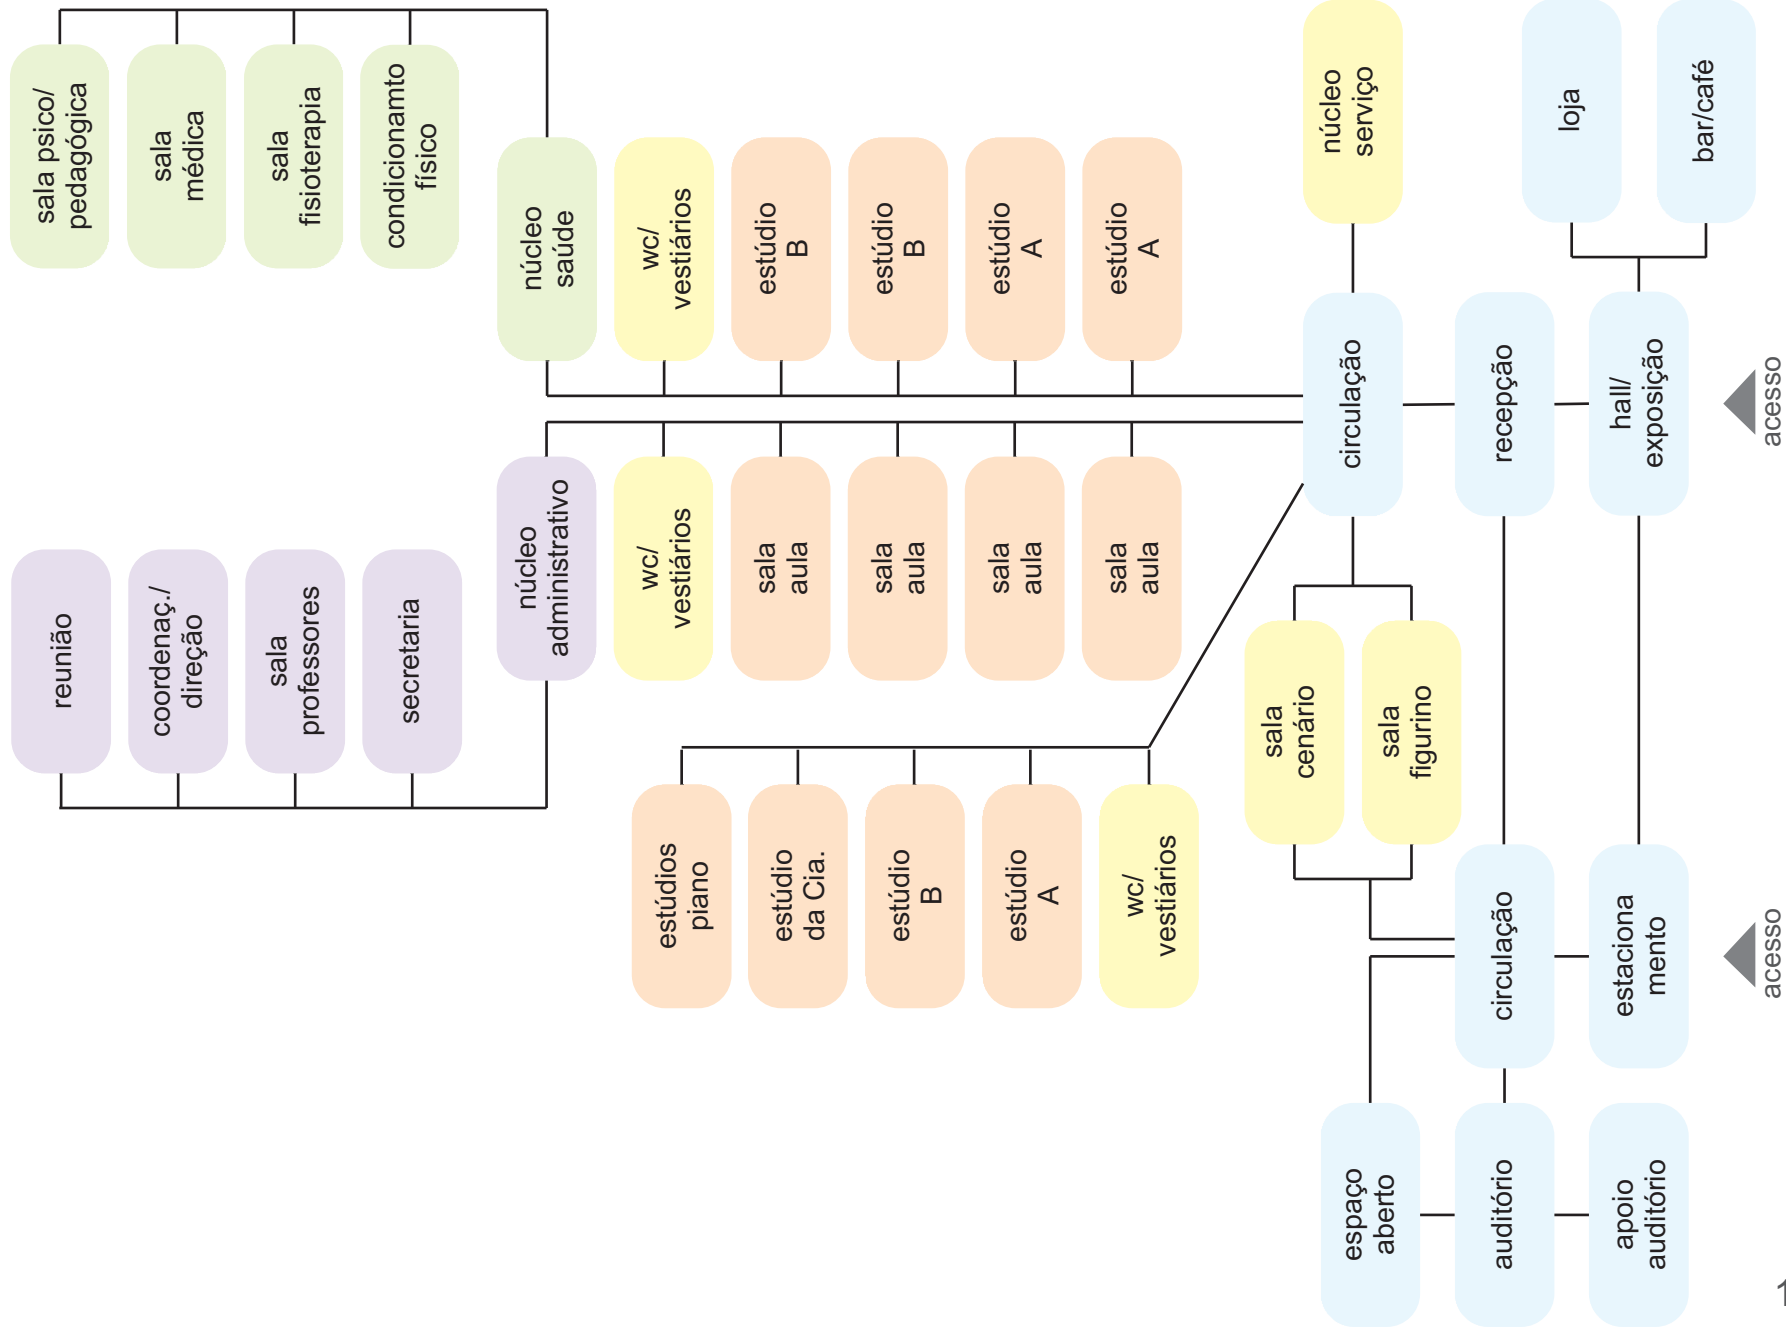 sala psico/
pedagógica
sala
médica
sala
fisioterapia
condicionamto
físico
núcleo
saúde
wc/
vestiários
estúdio
B
estúdio
B
estúdio
A
estúdio
A
núcleo
serviço
loja
bar/café
circulação
recepção
hall/
exposição
acesso
reunião
coordenaç./
direção
sala
professores
secretaria
núcleo
administrativo
wc/
vestiários
sala
aula
sala
aula
sala
aula
sala
aula
sala
cenário
sala
figurino
estúdios
piano
estúdio
da Cia.
estúdio
B
estúdio
A
wc/
vestiários
circulação
estaciona
mento
acesso
espaço
aberto
auditório
apoio
auditório
1